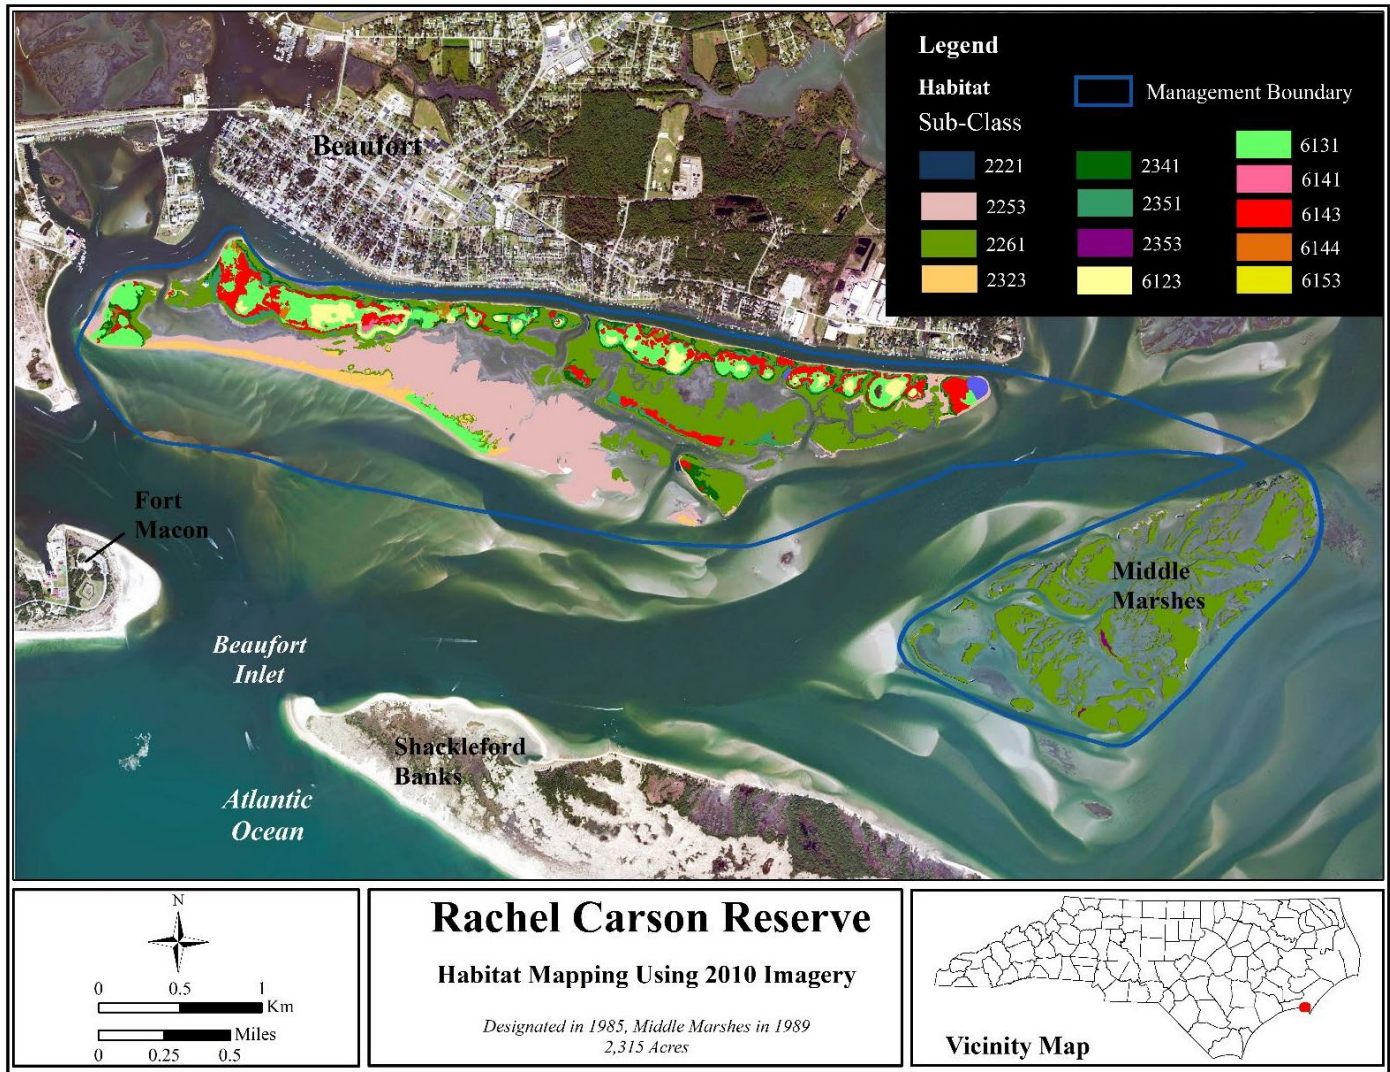 Legend
Habitat
Sub-Class
Management Boundary
2221
2253
2261
2323
2341
2351
2353
6123
6131
6141
6143
6144
6153
Beaufort
Fort
Macon
Middle
Marshes
Beaufort
Inlet
Shackleford
Banks
Atlantic
Ocean
N
0 0.5 1
Km
Miles
0 0.25 0.5
Rachel Carson Reserve
Habitat Mapping Using 2010 Imagery
Designated in 1985, Middle Marshes in 1989
2,315 Acres
Vicinity Map